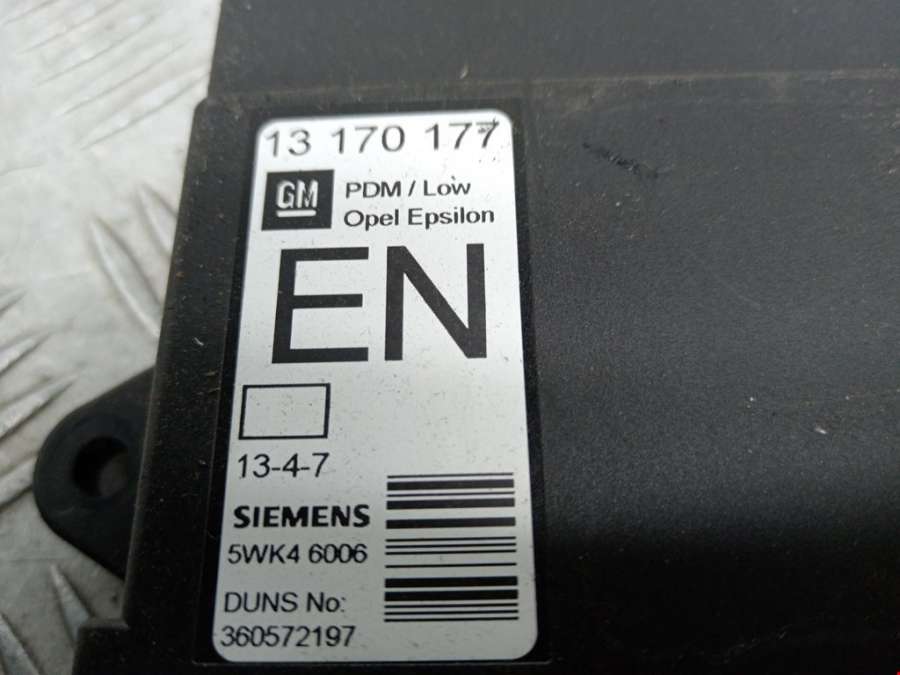 13 170 177
GM
PDM / Low
Opel Epsilon
EN
13-4-7
SIEMENS
5WK4 6006
DUNS No:
360572197